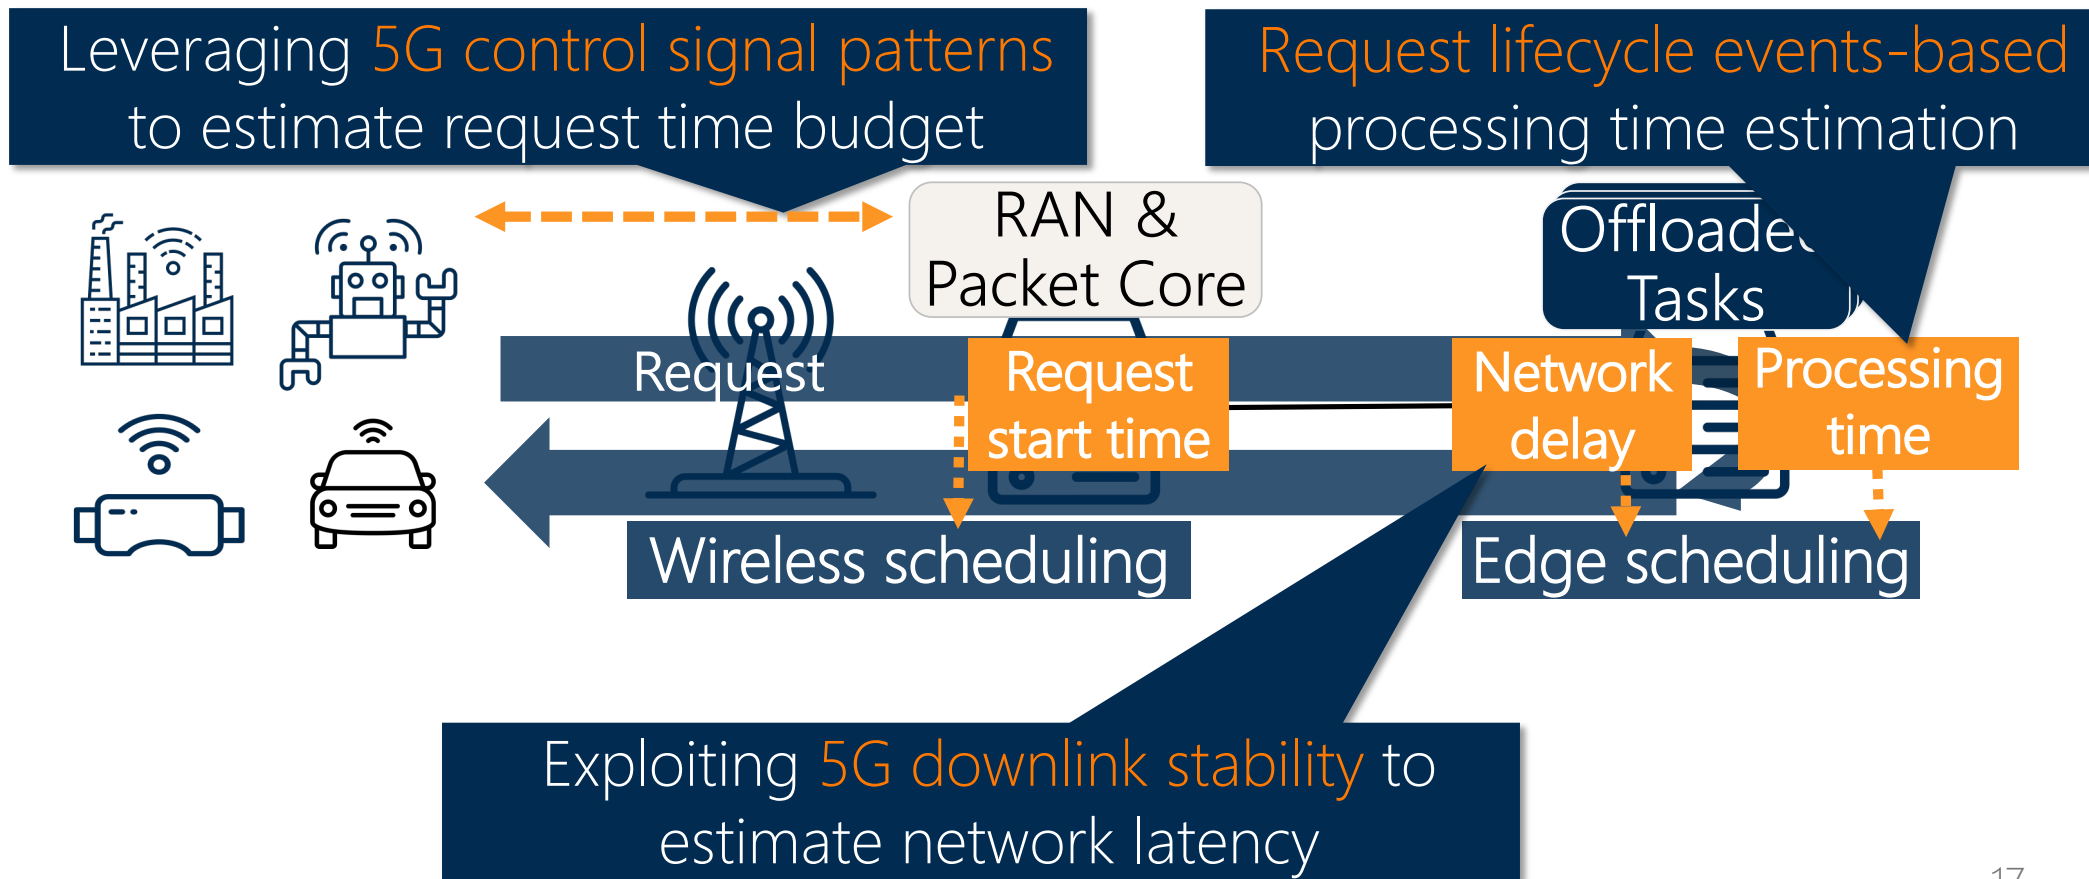 Leveraging 5G control signal patterns
to estimate request time budget
Request lifecycle events-based
processing time estimation
RAN &
Packet Core
Offloaded
Tasks
Request
Request
start time
Network
delay
Processing
time
Wireless scheduling
Edge scheduling
Exploiting 5G downlink stability to
estimate network latency
17